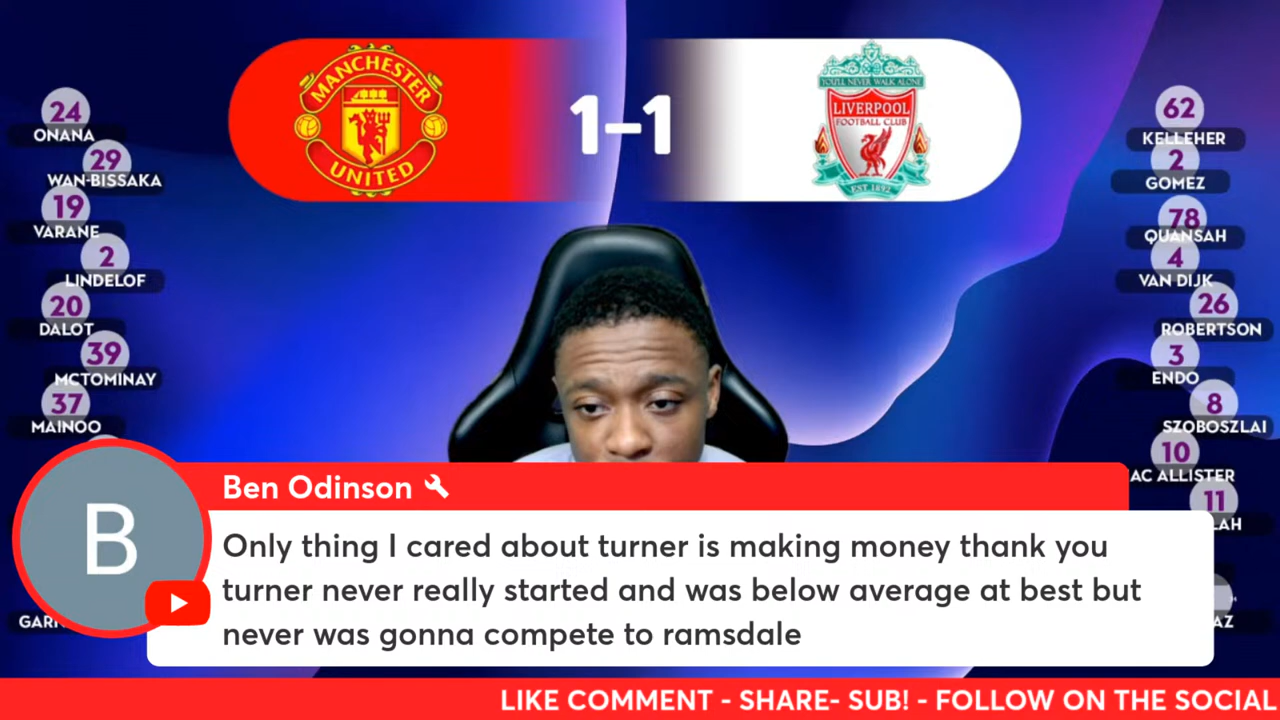 MANCHESTER
UNITED
1-1
YOU'LL NEVER WALK ALONE
LIVERPOOL
FOOTBALL CLUB
EST·1892
24
ONANA
29
WAN-BISSAKA
19
VARANE
2
LINDELOF
20
DALOT
39
MCTOMINAY
37
MAINOO
GAR
62
KELLEHER
2
GOMEZ
78
QUANSAH
4
VAN DIJK
26
ROBERTSON
3
ENDO
8
SZOBOSZLAI
10
AC ALLISTER
11
LAH
AZ
B
Ben Odinson
Only thing I cared about turner is making money thank you
turner never really started and was below average at best but
never was gonna compete to ramsdale
LIKE COMMENT - SHARE- SUB! - FOLLOW ON THE SOCIAL